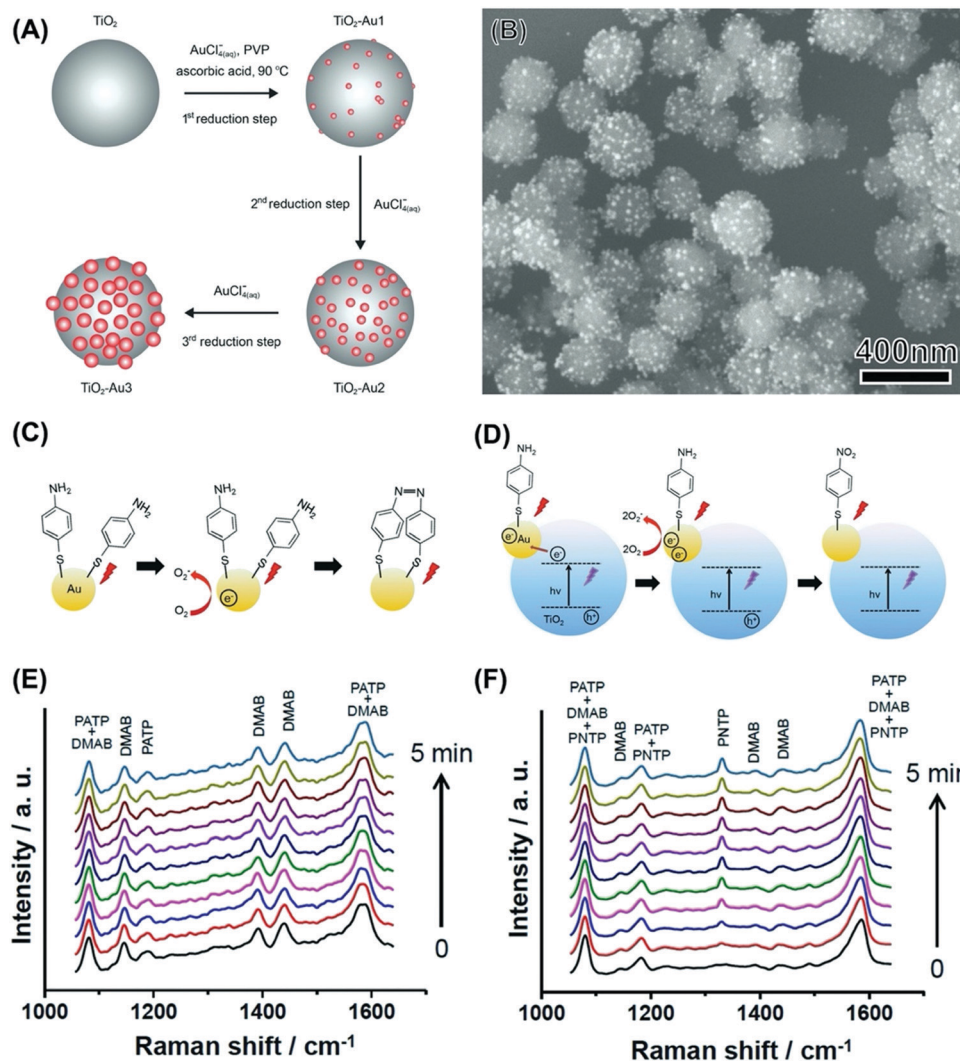 (A)
TiO₂
AuCl₄⁻(aq), PVP
ascorbic acid, 90 °C
1st reduction step
TiO₂-Au1
2nd reduction step
AuCl₄⁻(aq)
AuCl₄⁻(aq)
3rd reduction step
TiO₂-Au3
TiO₂-Au2
(B)
400nm
(C)
NH₂
NH₂
S
S
Au
O₂⁻
O₂
NH₂
NH₂
S
S
e⁻
N=N
S
S
(D)
NH₂
S
e⁻ Au
e⁻
hν
TiO₂
h⁺
NH₂
S
2O₂⁻
2O₂
e⁻
e⁻
hν
h⁺
NO₂
S
hν
(E)
PATP
+
DMAB
DMAB
PATP
DMAB
DMAB
PATP
+
DMAB
5 min
0
Intensity / a. u.
1000 1200 1400 1600
Raman shift / cm⁻¹
(F)
PATP
+
DMAB
+
PNTP
DMAB
PATP
+
PNTP
PNTP
DMAB
DMAB
PATP
+
DMAB
+
PNTP
5 min
0
Intensity / a. u.
1000 1200 1400 1600
Raman shift / cm⁻¹